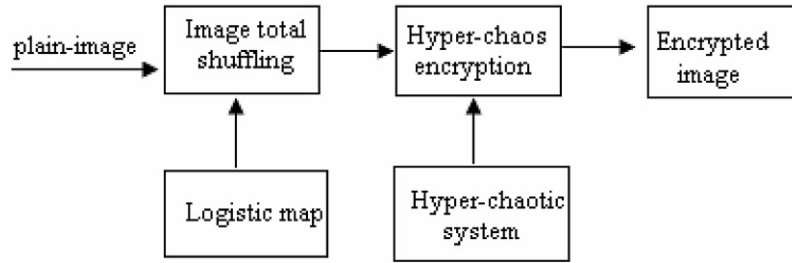 plain-image
Image total
shuffling
Hyper-chaos
encryption
Encrypted
image
Logistic map
Hyper-chaotic
system